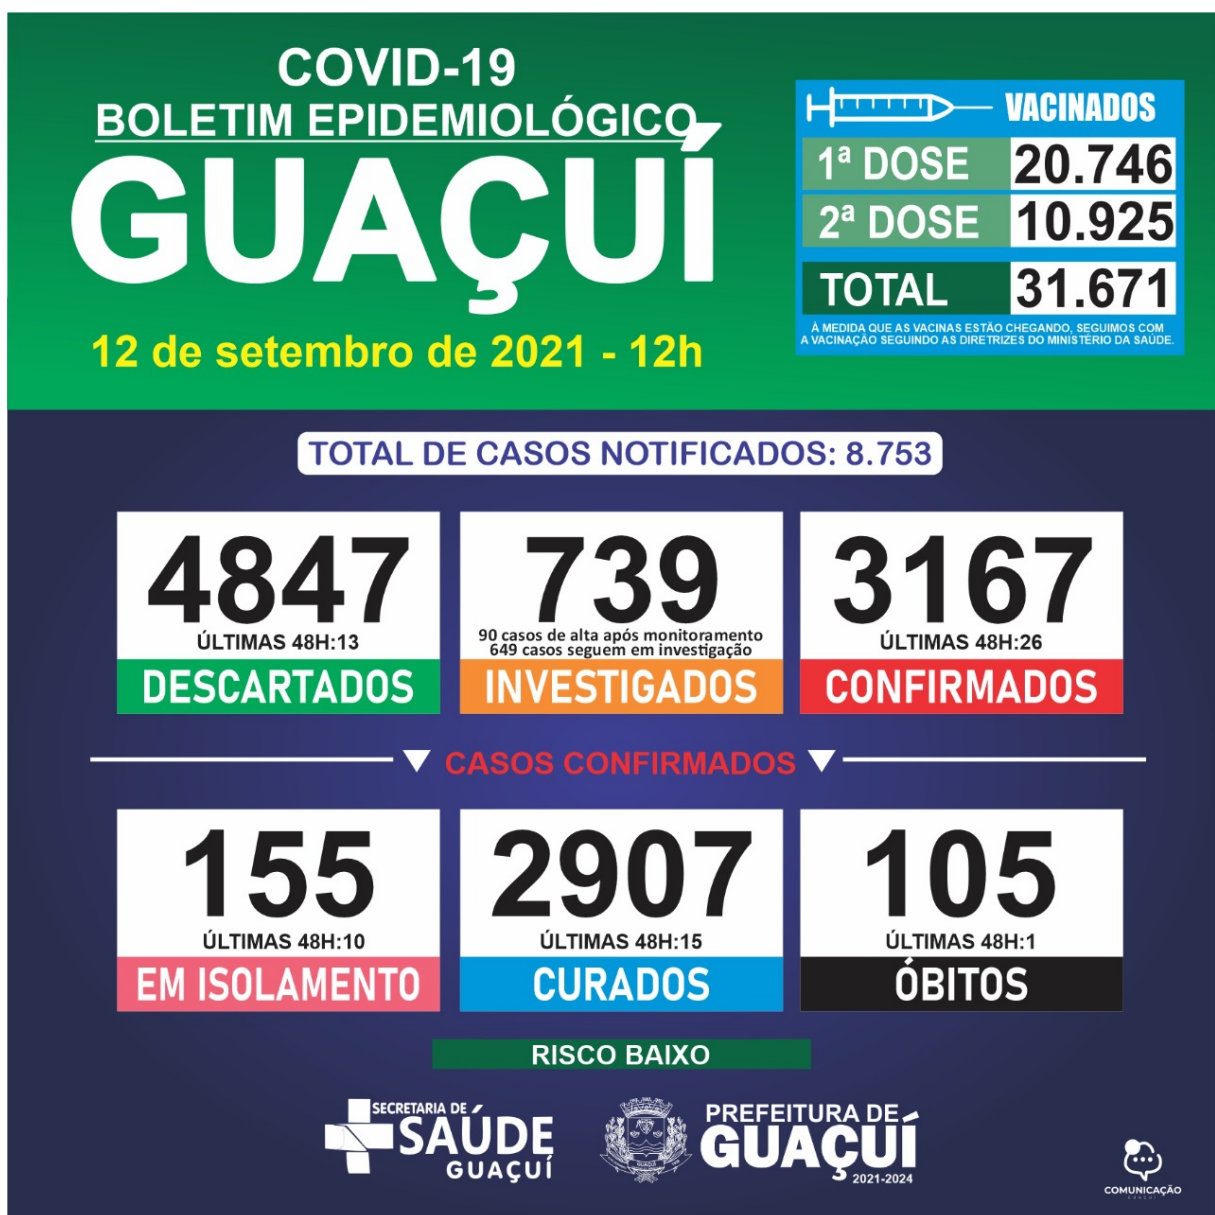 COVID-19
BOLETIM EPIDEMIOLÓGICO
GUAÇUÍ
12 de setembro de 2021 - 12h
VACINADOS
1ª DOSE 20.746
2ª DOSE 10.925
TOTAL 31.671
À MEDIDA QUE AS VACINAS ESTÃO CHEGANDO, SEGUIMOS COM
A VACINAÇÃO SEGUINDO AS DIRETRIZES DO MINISTÉRIO DA SAÚDE.
TOTAL DE CASOS NOTIFICADOS: 8.753
4847
ÚLTIMAS 48H:13
DESCARTADOS
739
90 casos de alta após monitoramento
649 casos seguem em investigação
INVESTIGADOS
3167
ÚLTIMAS 48H:26
CONFIRMADOS
CASOS CONFIRMADOS
155
ÚLTIMAS 48H:10
EM ISOLAMENTO
2907
ÚLTIMAS 48H:15
CURADOS
105
ÚLTIMAS 48H:1
ÓBITOS
RISCO BAIXO
SECRETARIA DE
SAÚDE
GUAÇUÍ
PREFEITURA DE
GUAÇUÍ
2021-2024
COMUNICAÇÃO